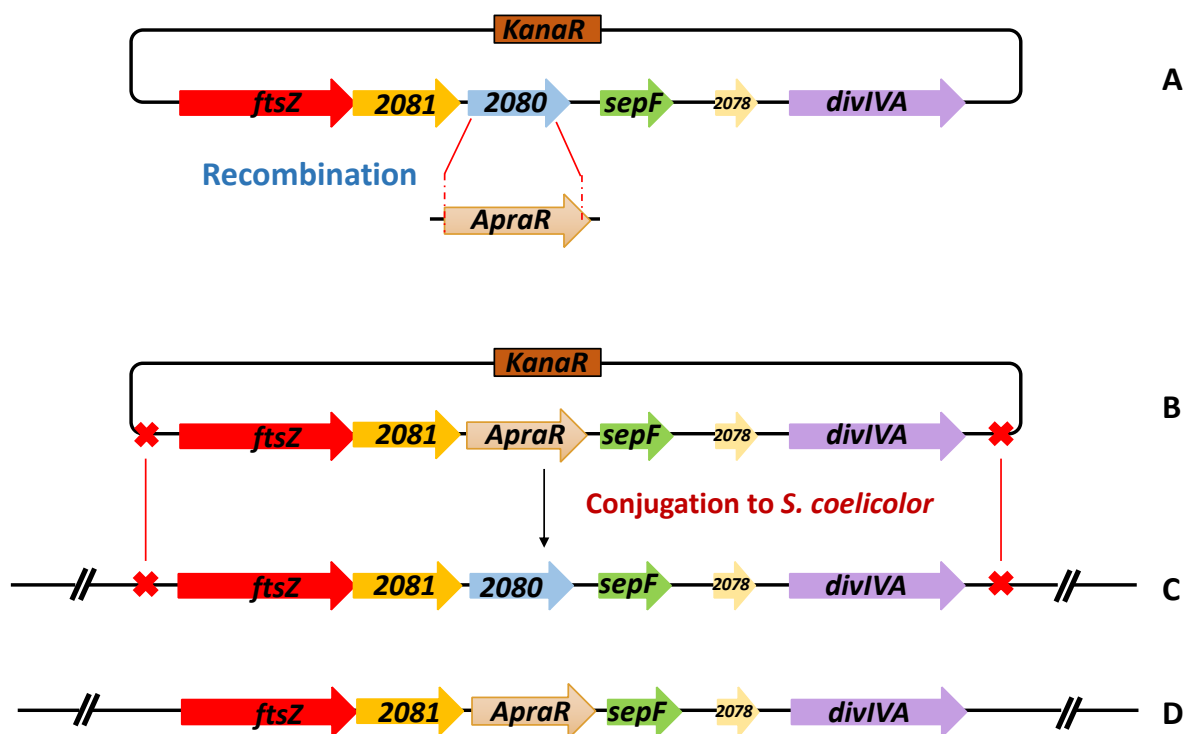 KanaR
ftsZ 2081 2080 sepF 2078 divIVA A
Recombination
ApraR
KanaR
B
ftsZ 2081 ApraR sepF 2078 divIVA
Conjugation to S. coelicolor
ftsZ 2081 2080 sepF 2078 divIVA C
ftsZ 2081 ApraR sepF 2078 divIVA D